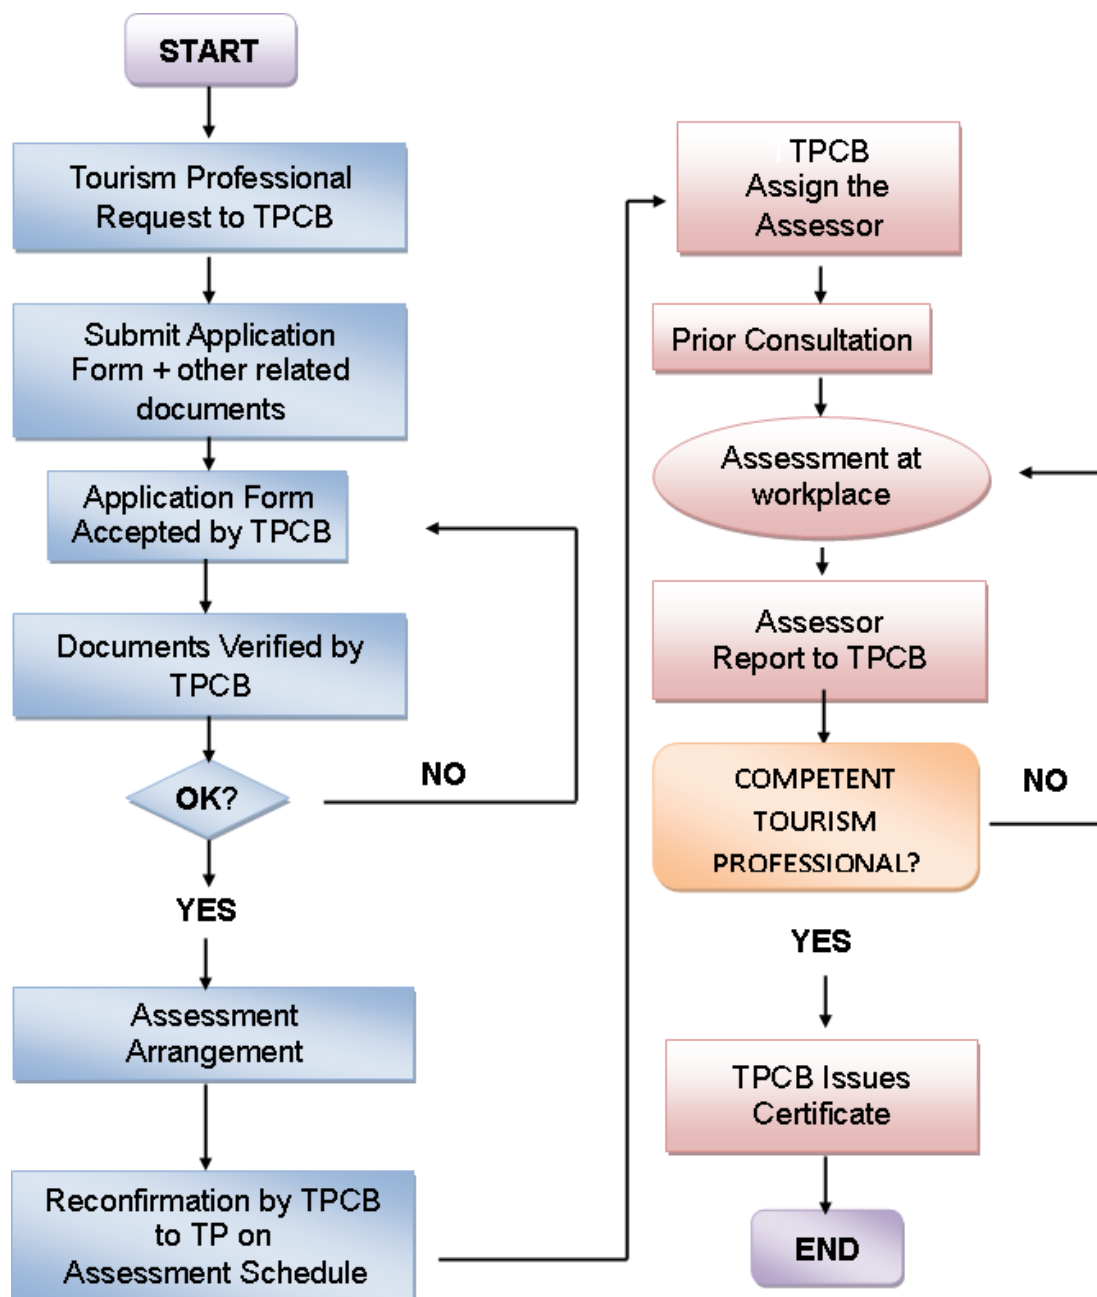 START
Tourism Professional
Request to TPCB
Submit Application
Form + other related
documents
Application Form
Accepted by TPCB
Documents Verified by
TPCB
OK?
NO
YES
Assessment
Arrangement
Reconfirmation by TPCB
to TP on
Assessment Schedule
TTPCB
Assign the
Assessor
Prior Consultation
Assessment at
workplace
Assessor
Report to TPCB
COMPETENT
TOURISM
PROFESSIONAL?
NO
YES
TPCB Issues
Certificate
END